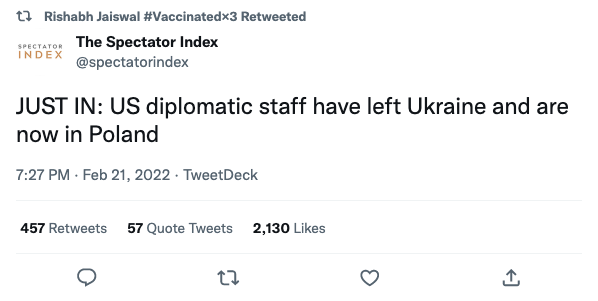 Rishabh Jaiswal #Vaccinated×3 Retweeted
SPECTATOR
INDEX
The Spectator Index
@spectatorindex
JUST IN: US diplomatic staff have left Ukraine and are
now in Poland
7:27 PM · Feb 21, 2022 · TweetDeck
457 Retweets 57 Quote Tweets 2,130 Likes